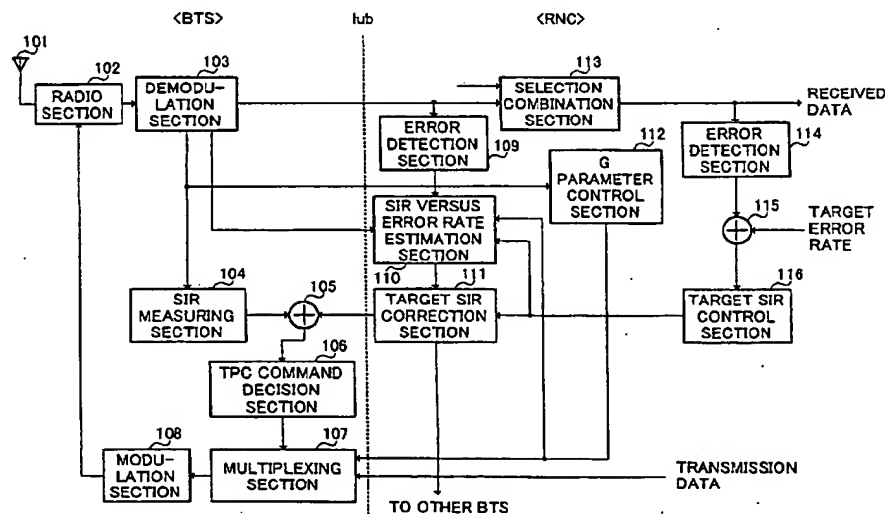 <BTS>
Iub
<RNC>
101
102
RADIO
SECTION
103
DEMODU-
LATION
SECTION
113
SELECTION
COMBINATION
SECTION
RECEIVED
DATA
ERROR
DETECTION
SECTION
109
112
G
PARAMETER
CONTROL
SECTION
ERROR
DETECTION
SECTION
114
SIR VERSUS
ERROR RATE
ESTIMATION
SECTION
110
115
TARGET
ERROR
RATE
104
SIR
MEASURING
SECTION
105
111
TARGET SIR
CORRECTION
SECTION
116
TARGET SIR
CONTROL
SECTION
106
TPC COMMAND
DECISION
SECTION
108
MODU-
LATION
SECTION
107
MULTIPLEXING
SECTION
TRANSMISSION
DATA
TO OTHER BTS